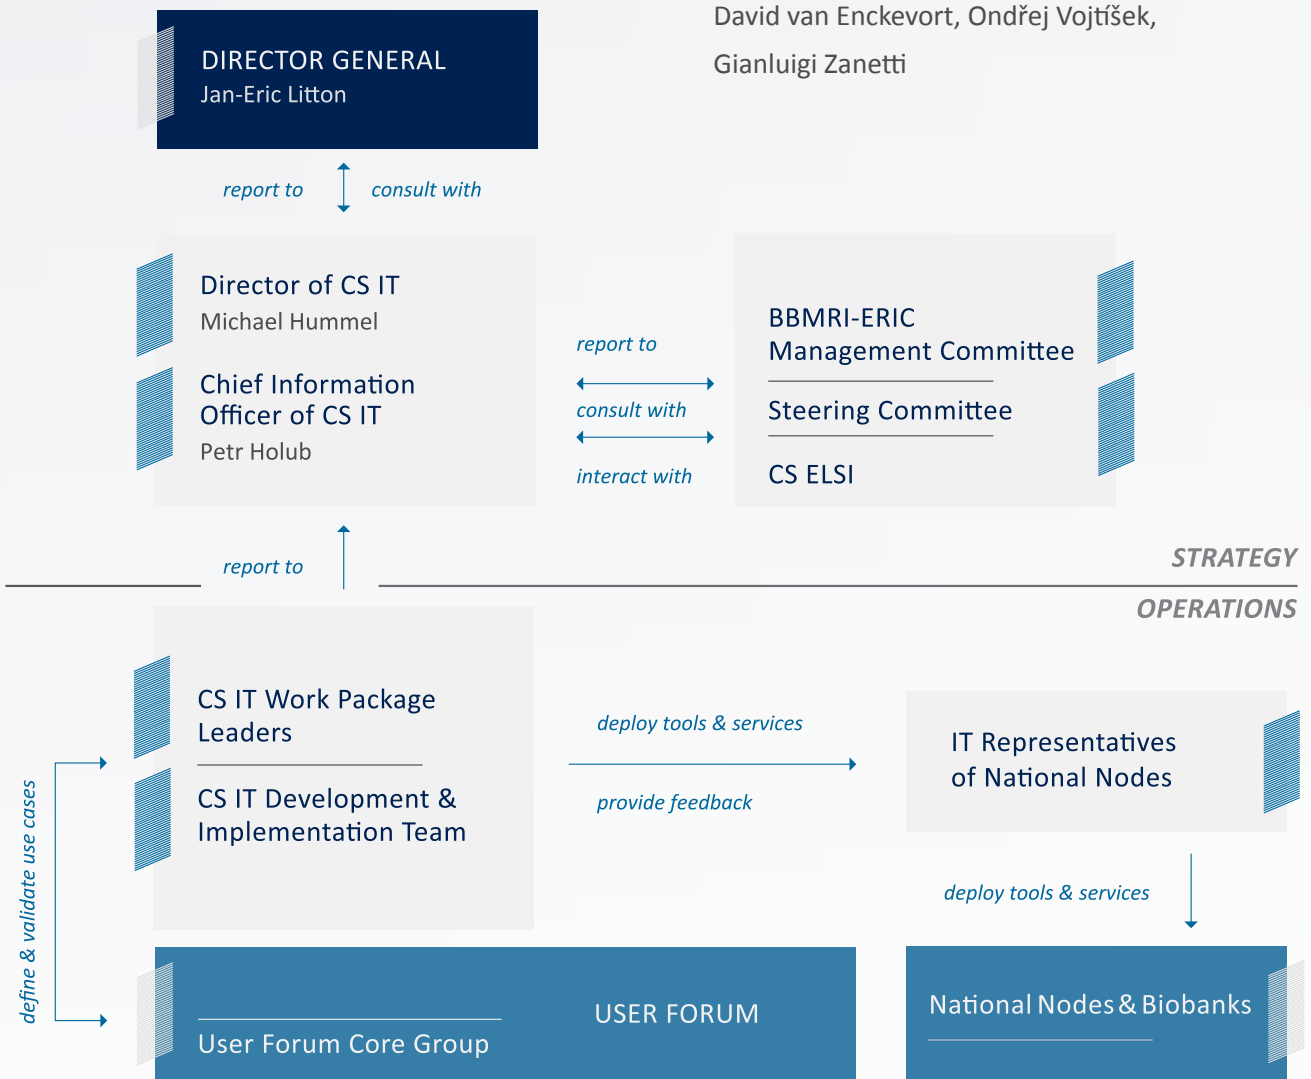 David van Enckevort, Ondřej Vojtíšek,
Gianluigi Zanetti
DIRECTOR GENERAL
Jan-Eric Litton
report to
consult with
Director of CS IT
Michael Hummel
Chief Information
Officer of CS IT
Petr Holub
report to
consult with
interact with
BBMRI-ERIC
Management Committee
Steering Committee
CS ELSI
report to
STRATEGY
OPERATIONS
CS IT Work Package
Leaders
CS IT Development &
Implementation Team
deploy tools & services
provide feedback
IT Representatives
of National Nodes
define & validate use cases
deploy tools & services
USER FORUM
User Forum Core Group
National Nodes & Biobanks